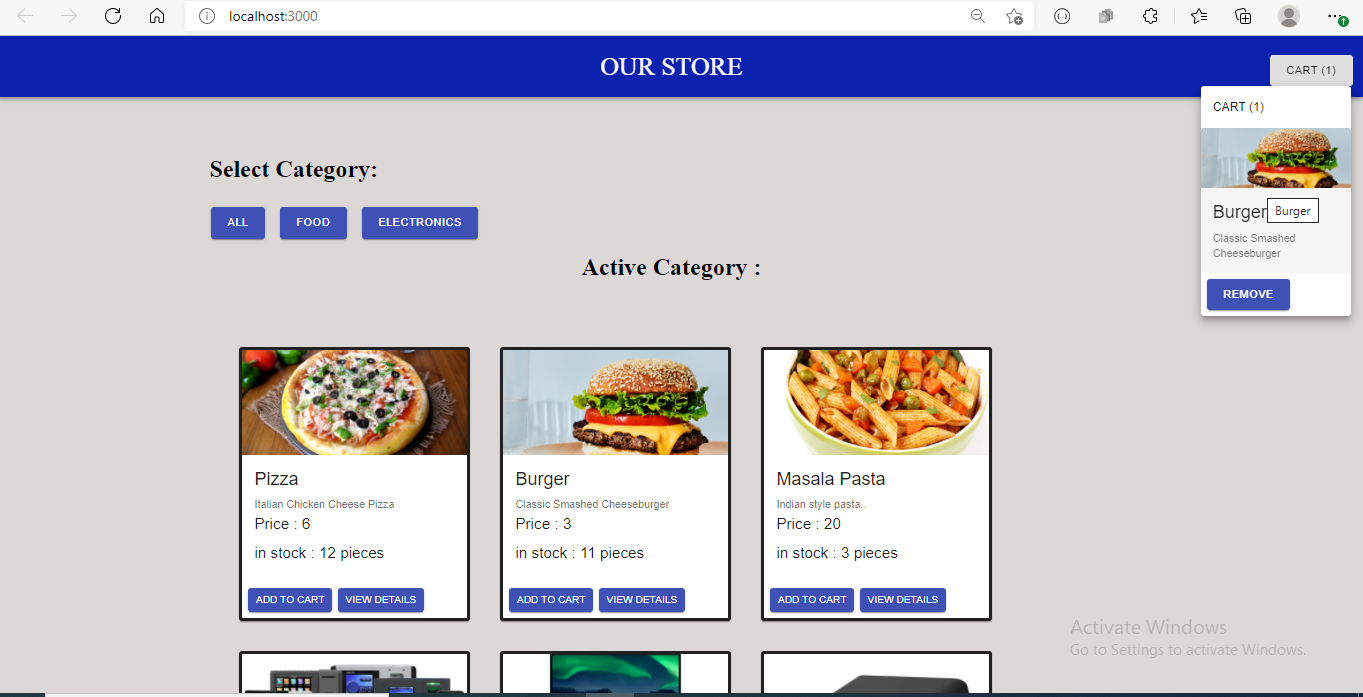 localhost:3000
OUR STORE
CART (1)
CART (1)
Burger
Burger
Classic Smashed
Cheeseburger
REMOVE
Select Category:
ALL FOOD ELECTRONICS
Active Category :
Pizza
Italian Chicken Cheese Pizza
Price : 6
in stock : 12 pieces
ADD TO CART VIEW DETAILS
Burger
Classic Smashed Cheeseburger
Price : 3
in stock : 11 pieces
ADD TO CART VIEW DETAILS
Masala Pasta
Indian style pasta..
Price : 20
in stock : 3 pieces
ADD TO CART VIEW DETAILS
Activate Windows
Go to Settings to activate Windows.